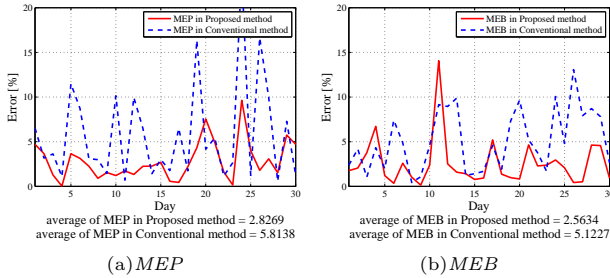 20
15
10
5
0
Error [%]
MEP in Proposed method
MEP in Conventional method
5 10 15 20 25 30
Day
average of MEP in Proposed method = 2.8269
average of MEP in Conventional method = 5.8138
(a)MEP
20
15
10
5
0
Error [%]
MEB in Proposed method
MEB in Conventional method
5 10 15 20 25 30
Day
average of MEB in Proposed method = 2.5634
average of MEB in Conventional method = 5.1227
(b)MEB